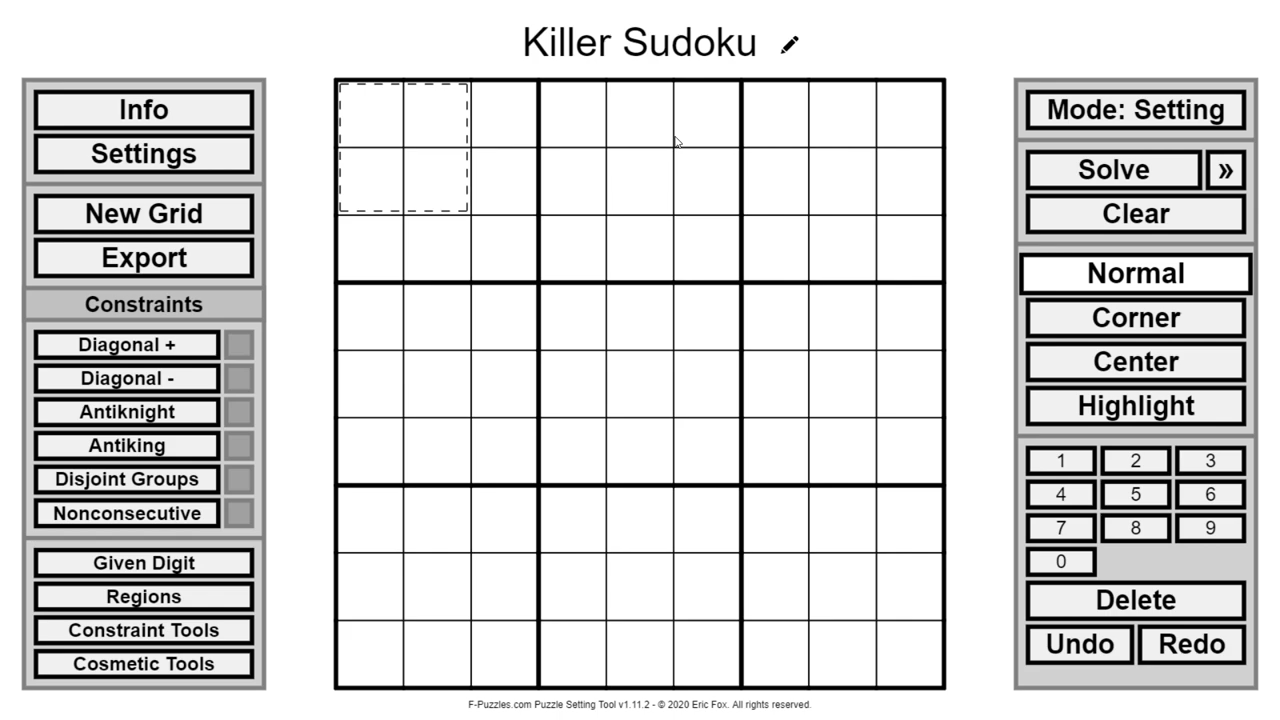 Killer Sudoku
Info
Settings
New Grid
Export
Constraints
Diagonal +
Diagonal -
Antiknight
Antiking
Disjoint Groups
Nonconsecutive
Given Digit
Regions
Constraint Tools
Cosmetic Tools
Mode: Setting
Solve »
Clear
Normal
Corner
Center
Highlight
1 2 3
4 5 6
7 8 9
0
Delete
Undo Redo
F-Puzzles.com Puzzle Setting Tool v1.11.2 - © 2020 Eric Fox. All rights reserved.